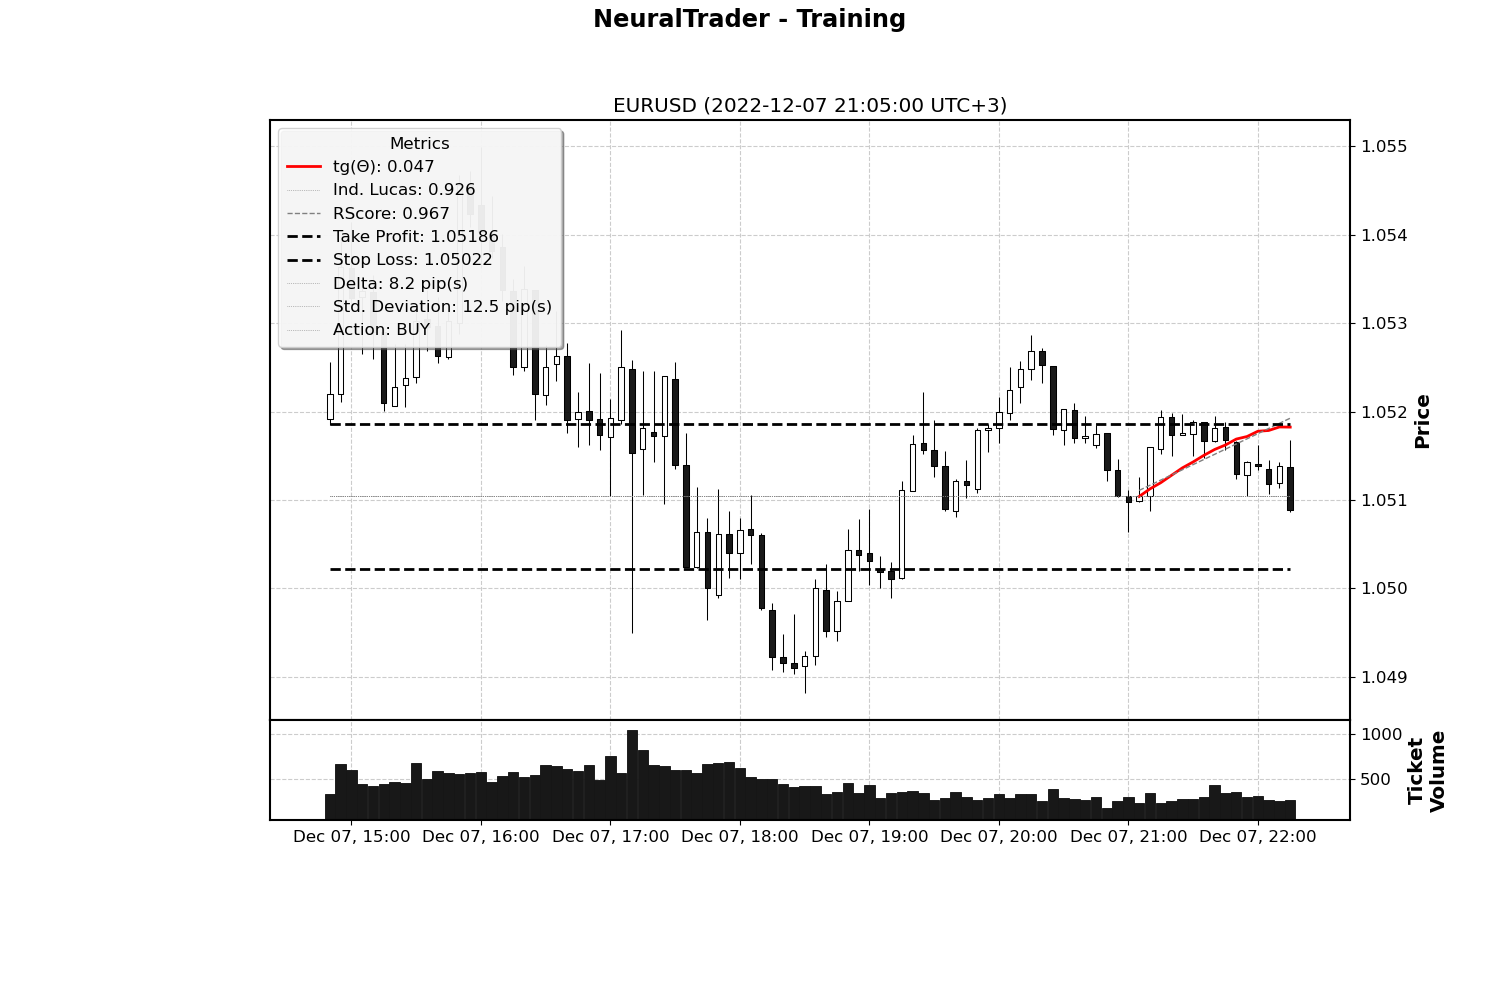 NeuralTrader - Training
EURUSD (2022-12-07 21:05:00 UTC+3)
Metrics
tg(Θ): 0.047
Ind. Lucas: 0.926
RScore: 0.967
Take Profit: 1.05186
Stop Loss: 1.05022
Delta: 8.2 pip(s)
Std. Deviation: 12.5 pip(s)
Action: BUY
1.055
1.054
1.053
1.052
1.051
1.050
1.049
Price
1000
500
Ticket
Volume
Dec 07, 15:00
Dec 07, 16:00
Dec 07, 17:00
Dec 07, 18:00
Dec 07, 19:00
Dec 07, 20:00
Dec 07, 21:00
Dec 07, 22:00